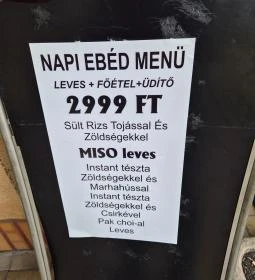 NAPI EBÉD MENÜ
LEVES + FŐÉTEL+ÜDÍTŐ
2999 FT
Sült Rizs Tojással És
Zöldségekkel
MISO leves
Instant tészta
Zöldségekkel és
Marhahússal
Instant tészta
Zöldségekkel és
Csirkével
Pak choi-al
Leves